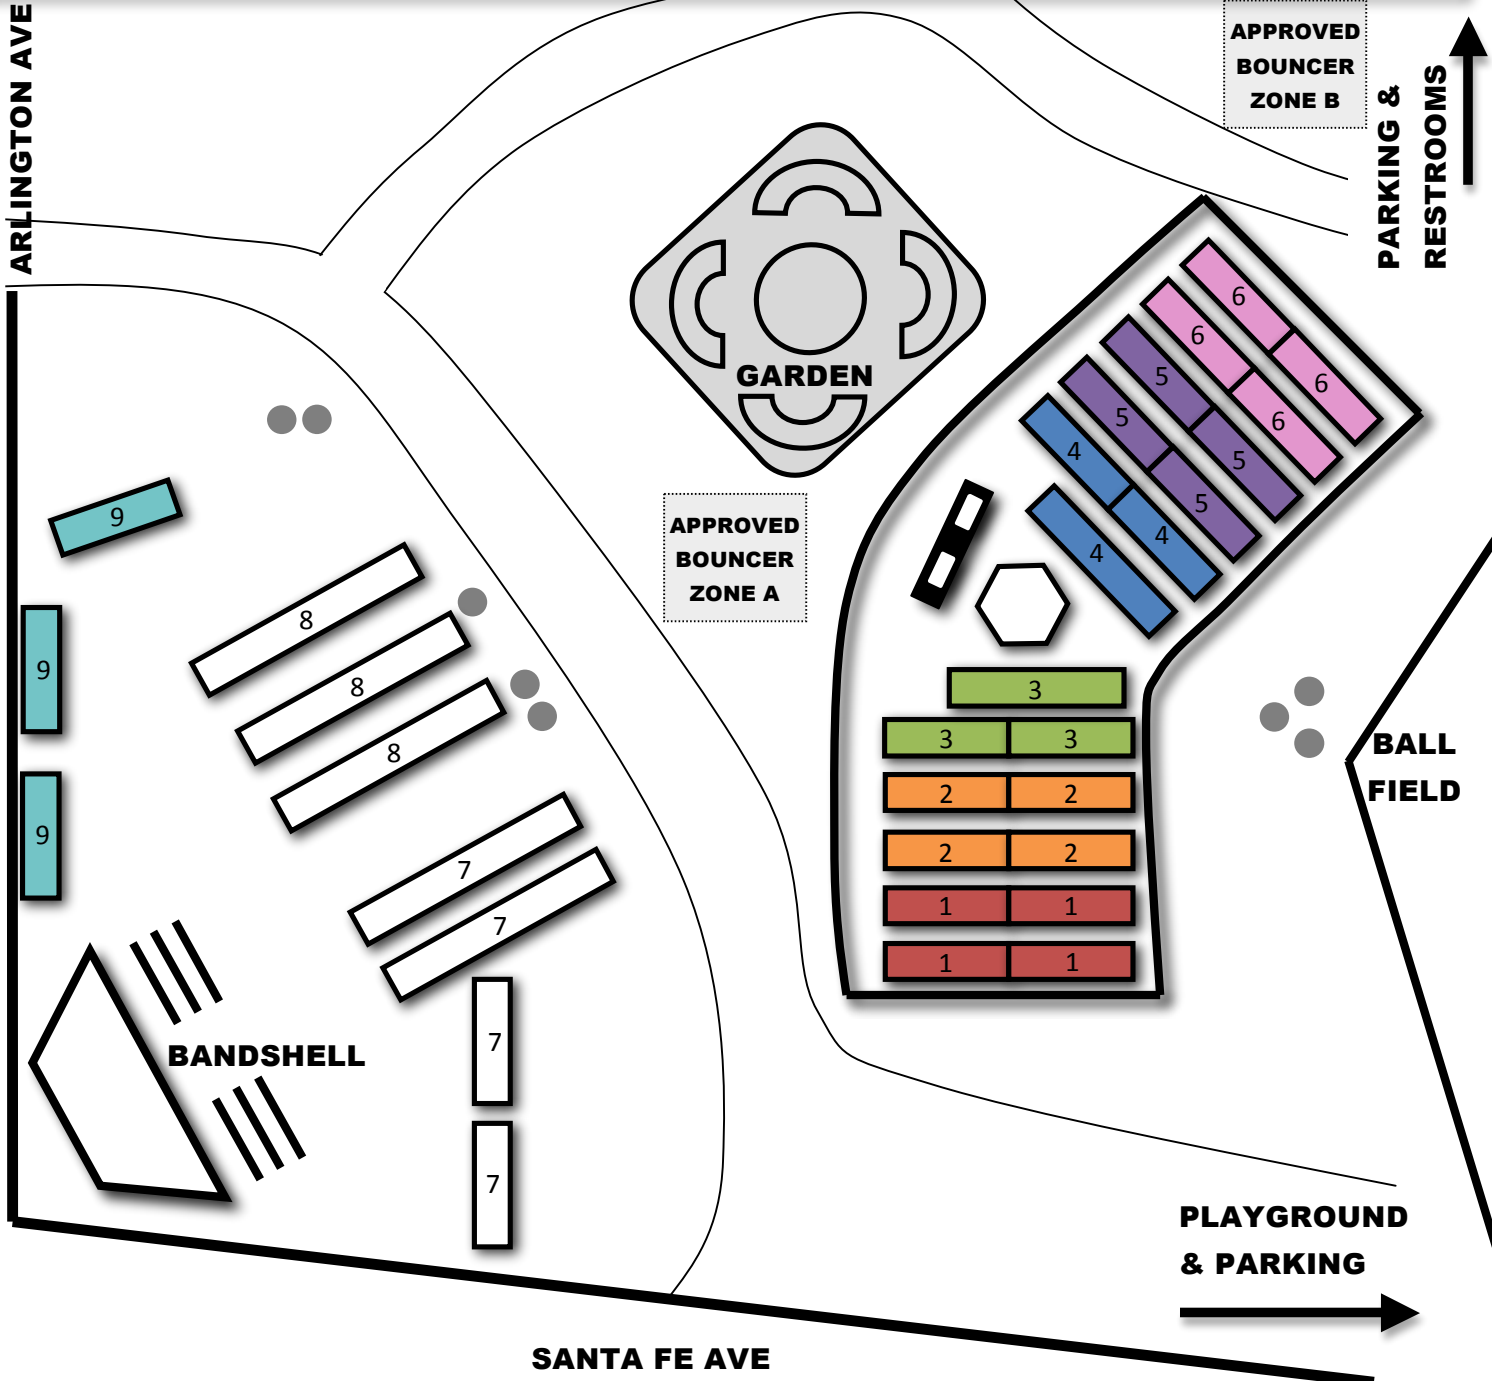 ARLINGTON AVE
APPROVED
BOUNCER
ZONE B
PARKING &
RESTROOMS
GARDEN
APPROVED
BOUNCER
ZONE A
6
6
6
6
5
5
5
5
4
4
4
3
3
3
2
2
2
2
1
1
1
1
9
9
9
8
8
8
7
7
7
7
BALL
FIELD
BANDSHELL
PLAYGROUND
& PARKING
SANTA FE AVE